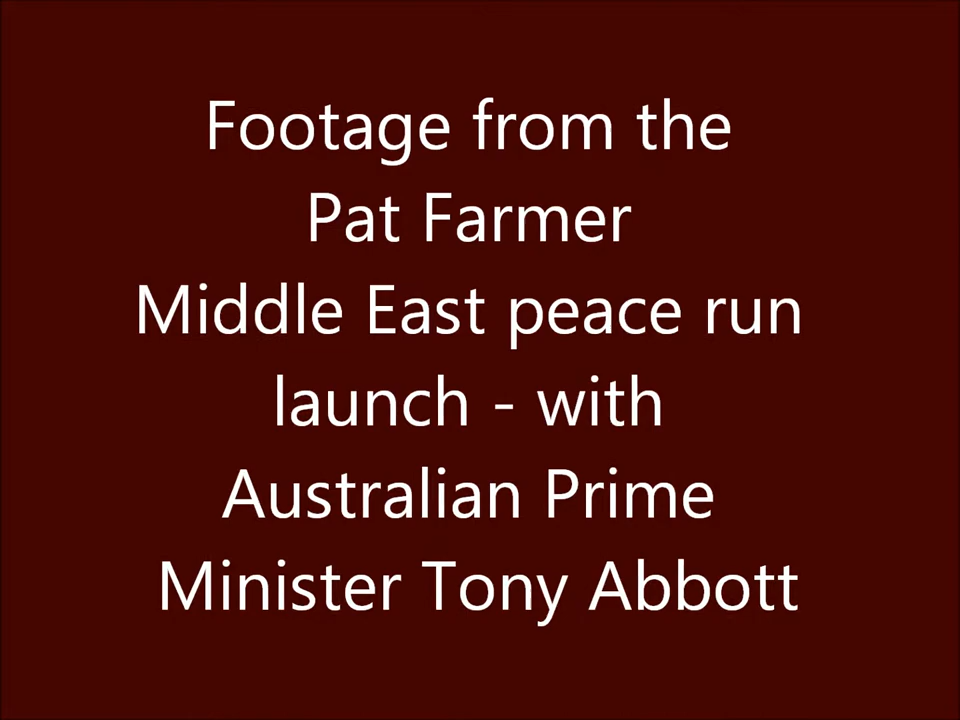 Footage from the
Pat Farmer
Middle East peace run
launch - with
Australian Prime
Minister Tony Abbott